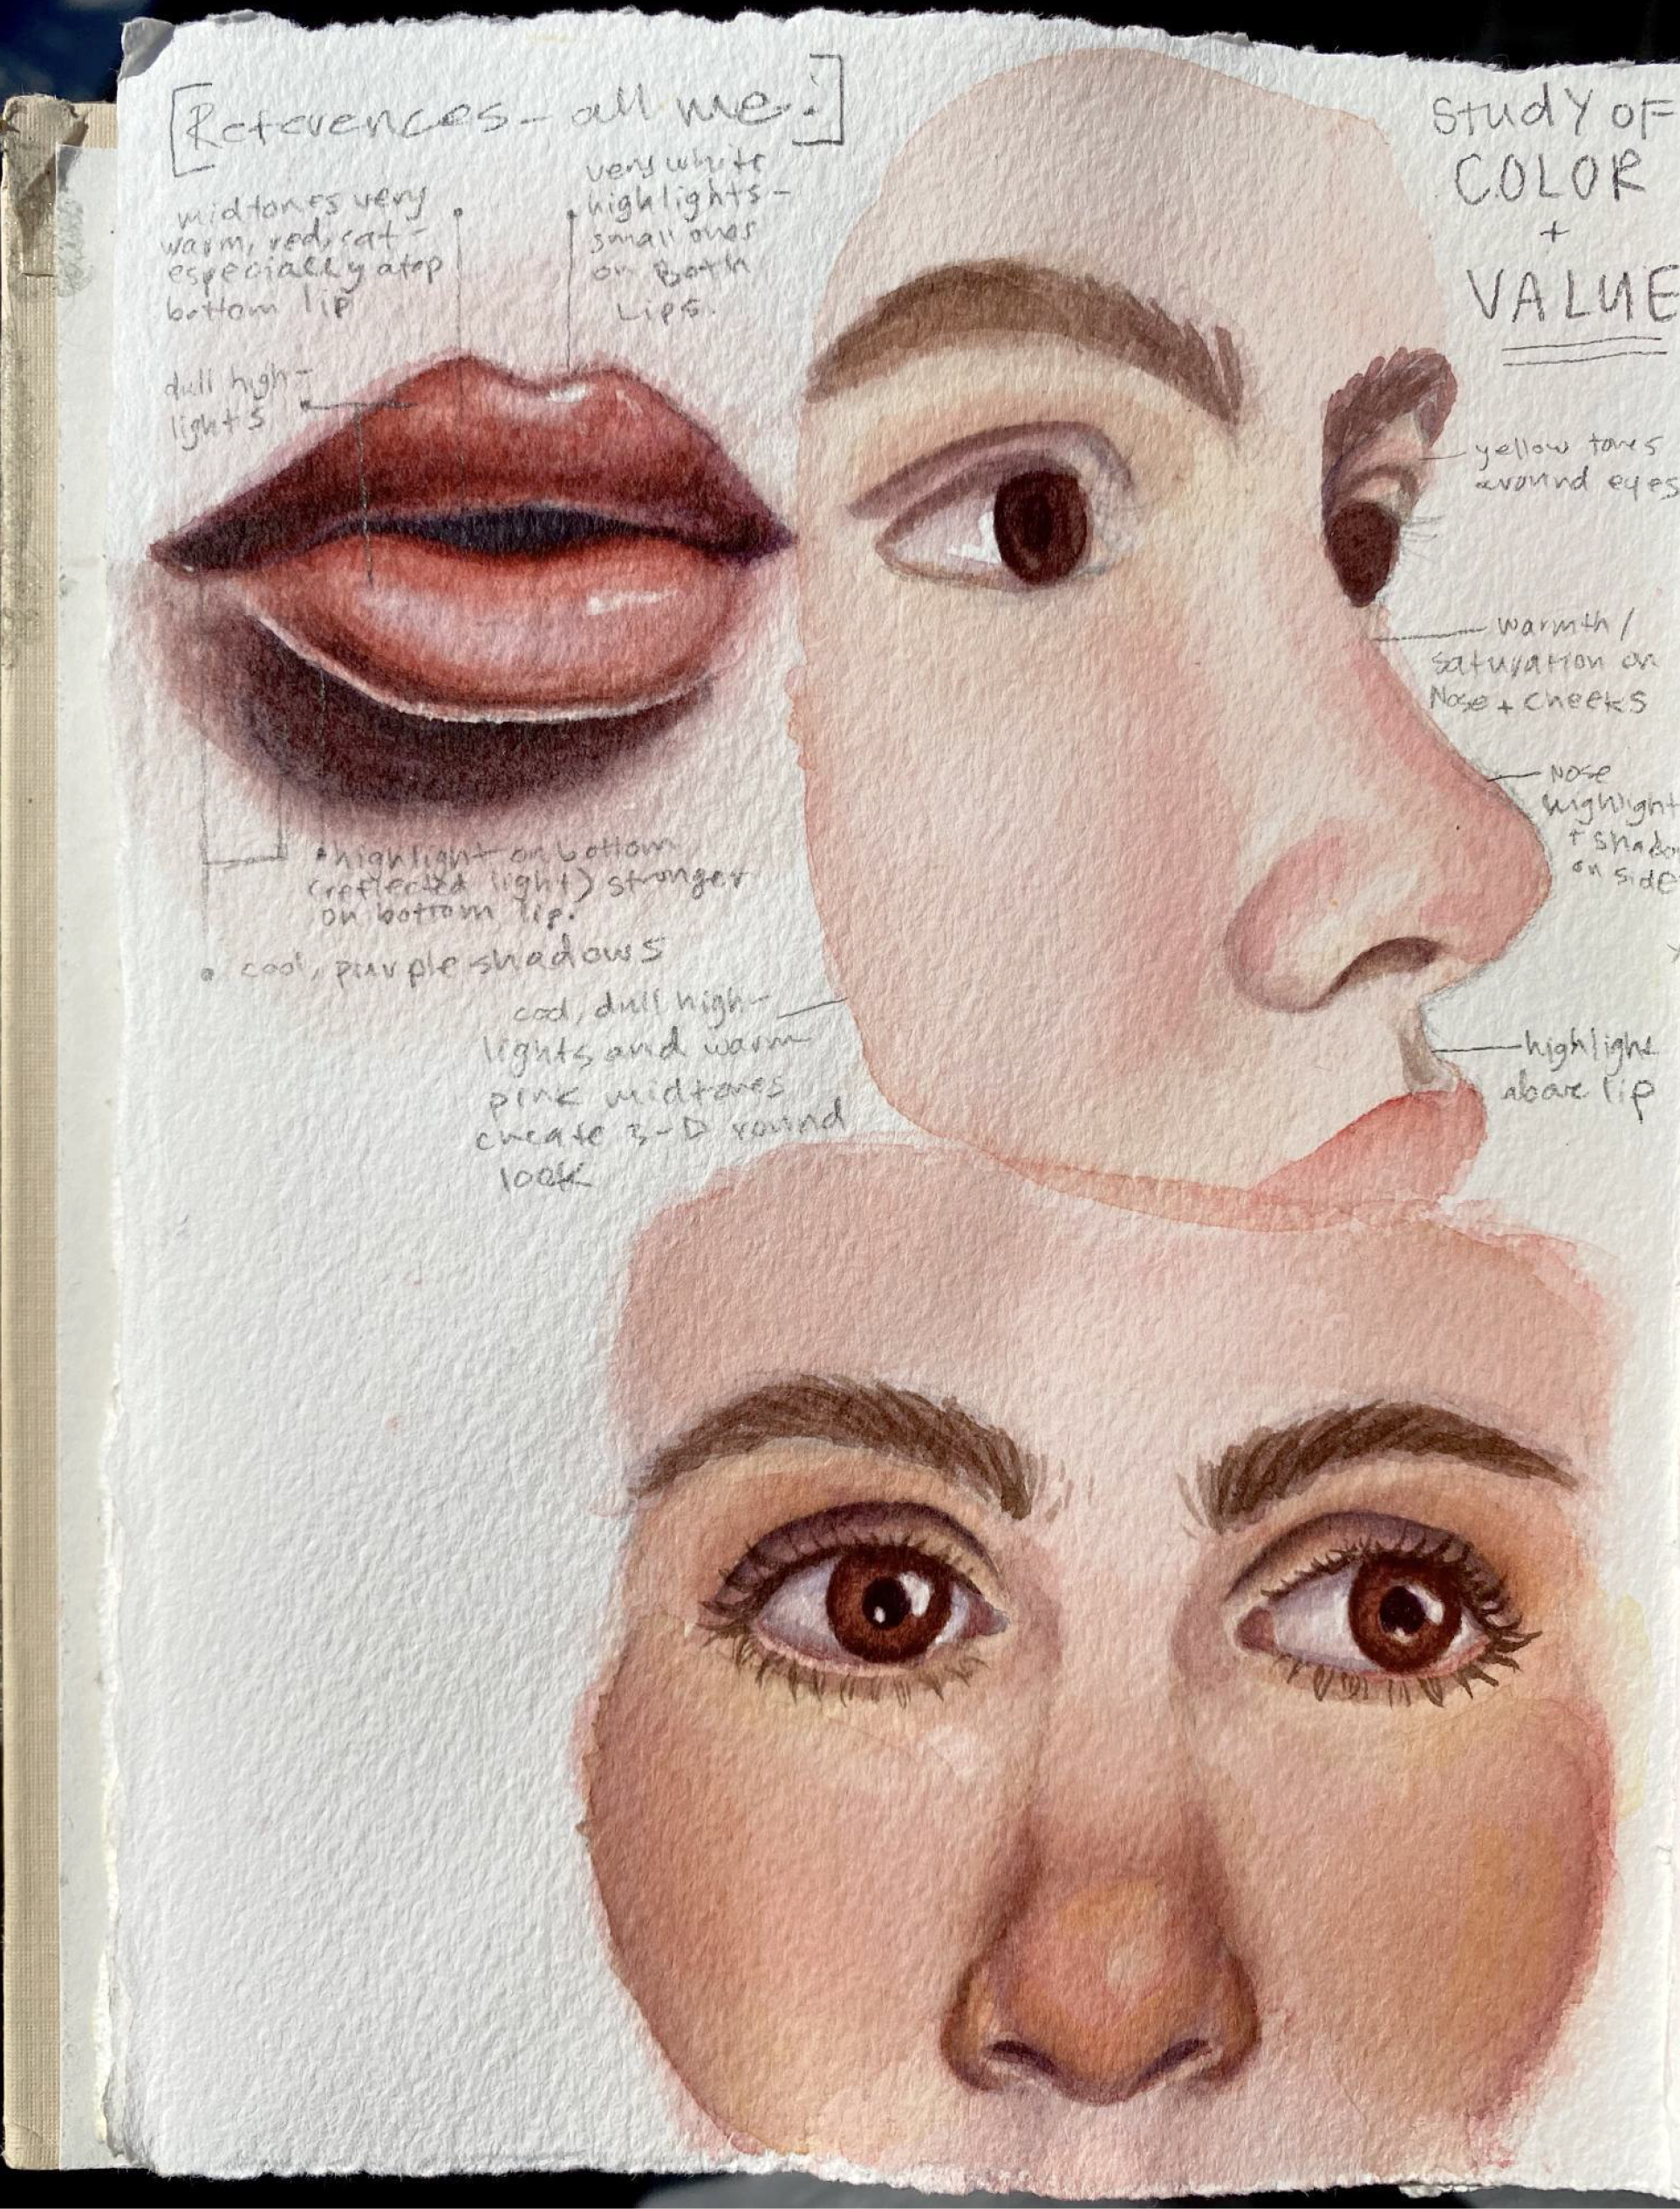 [References - all me :]
midtones very
warm, red, sat -
especially atop
bottom lip
very white
highlights -
small ones
on Both
Lips.
dull high-
lights
• highlight on bottom
(reflected light) stronger
on bottom lip.
• cool, purple shadows
cool, dull high-
lights and warm
pink midtones
create 3-D round
look
Study OF
COLOR
+
VALUE
yellow tones
around eyes
warmth /
saturation on
Nose + cheeks
Nose
highlight
+ shado
on side
highlight
above lip